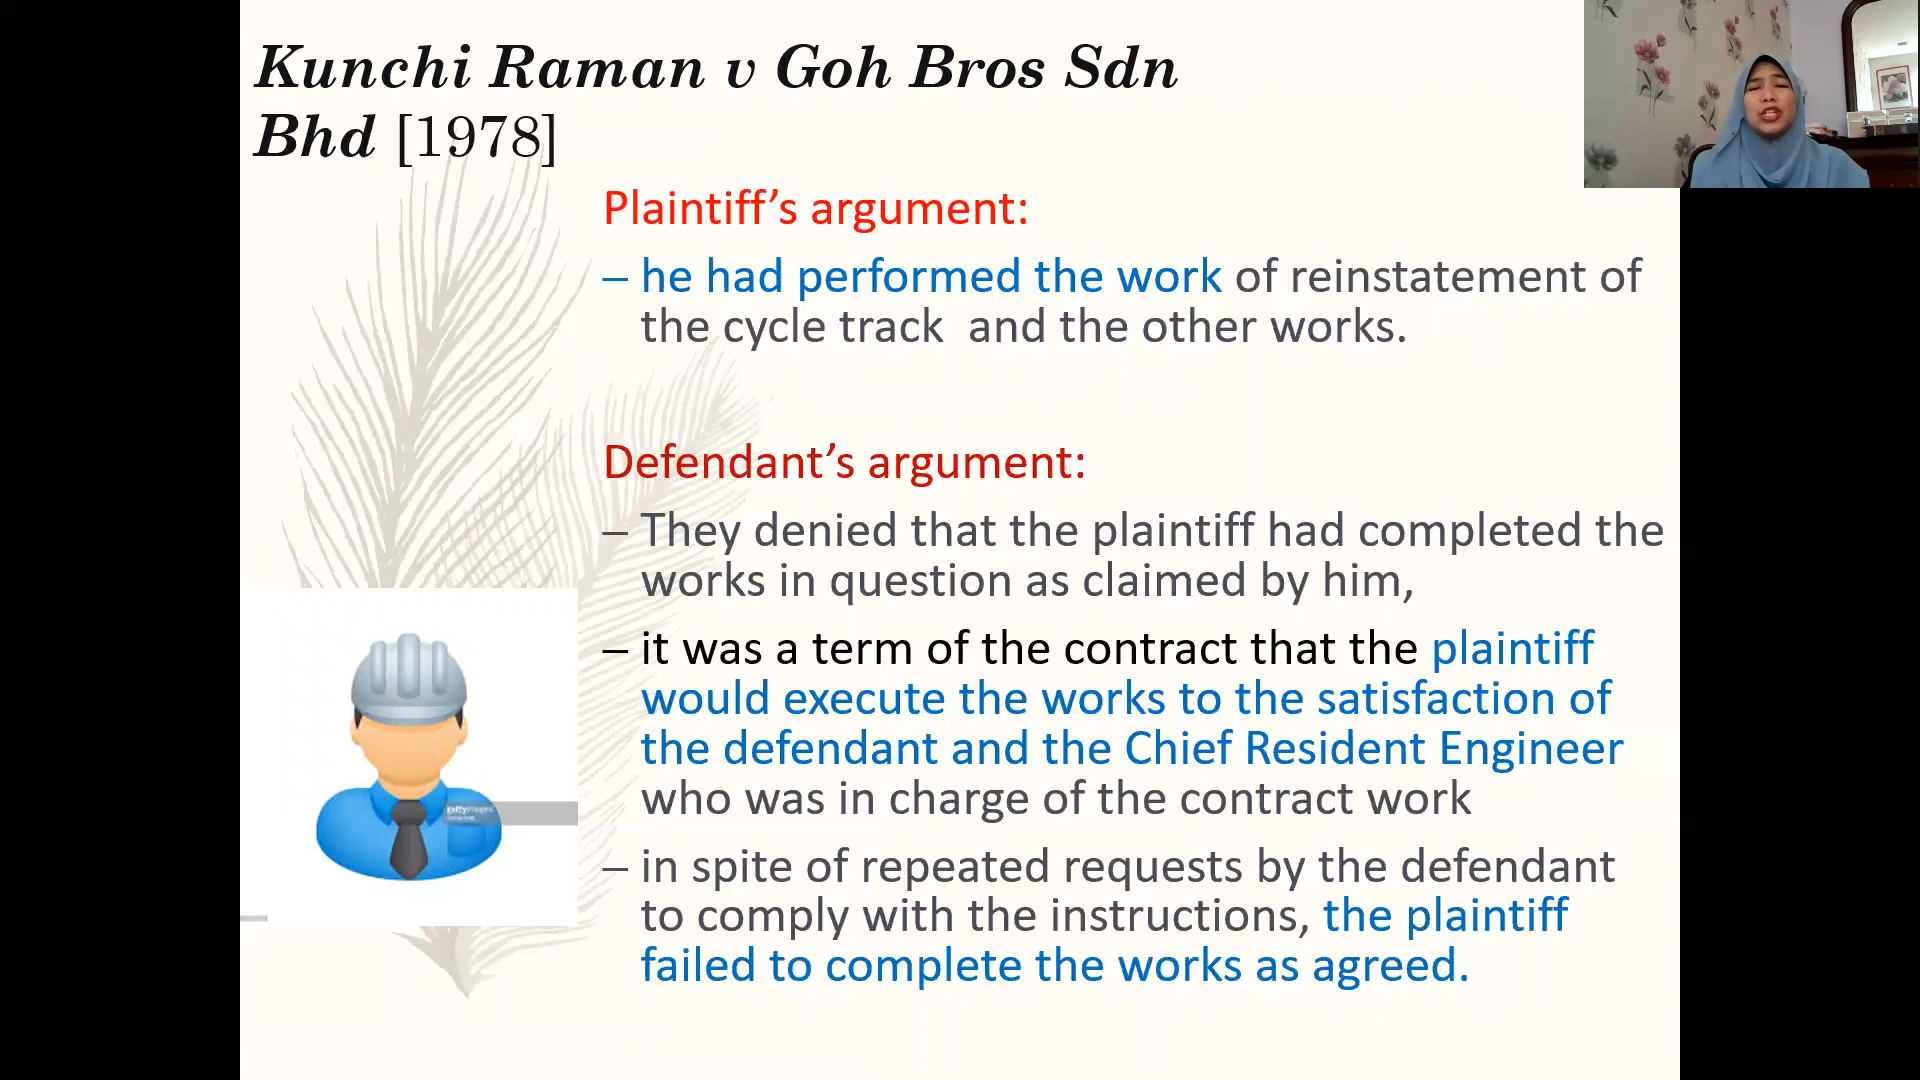 Kunchi Raman v Goh Bros Sdn
Bhd [1978]
Plaintiff’s argument:
– he had performed the work of reinstatement of
the cycle track and the other works.
Defendant’s argument:
– They denied that the plaintiff had completed the
works in question as claimed by him,
– it was a term of the contract that the plaintiff
would execute the works to the satisfaction of
the defendant and the Chief Resident Engineer
who was in charge of the contract work
– in spite of repeated requests by the defendant
to comply with the instructions, the plaintiff
failed to complete the works as agreed.
gettyimages